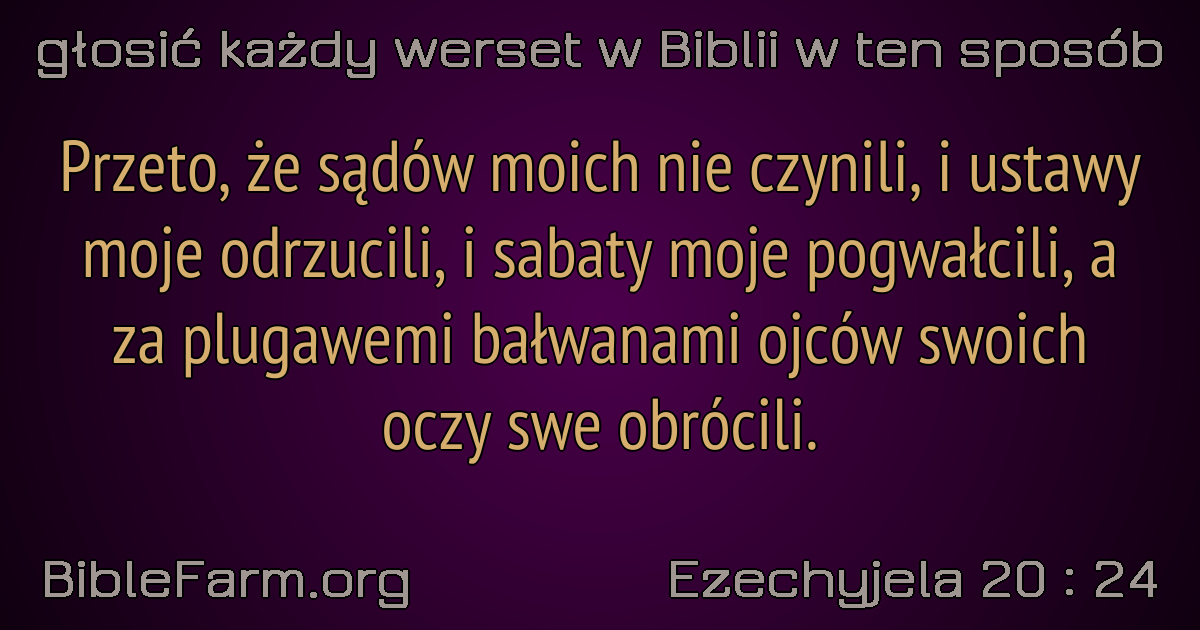 głosić każdy werset w Biblii w ten sposób
Przeto, że sądów moich nie czynili, i ustawy
moje odrzucili, i sabaty moje pogwałcili, a
za plugawemi bałwanami ojców swoich
oczy swe obrócili.
BibleFarm.org
Ezechyjela 20 : 24